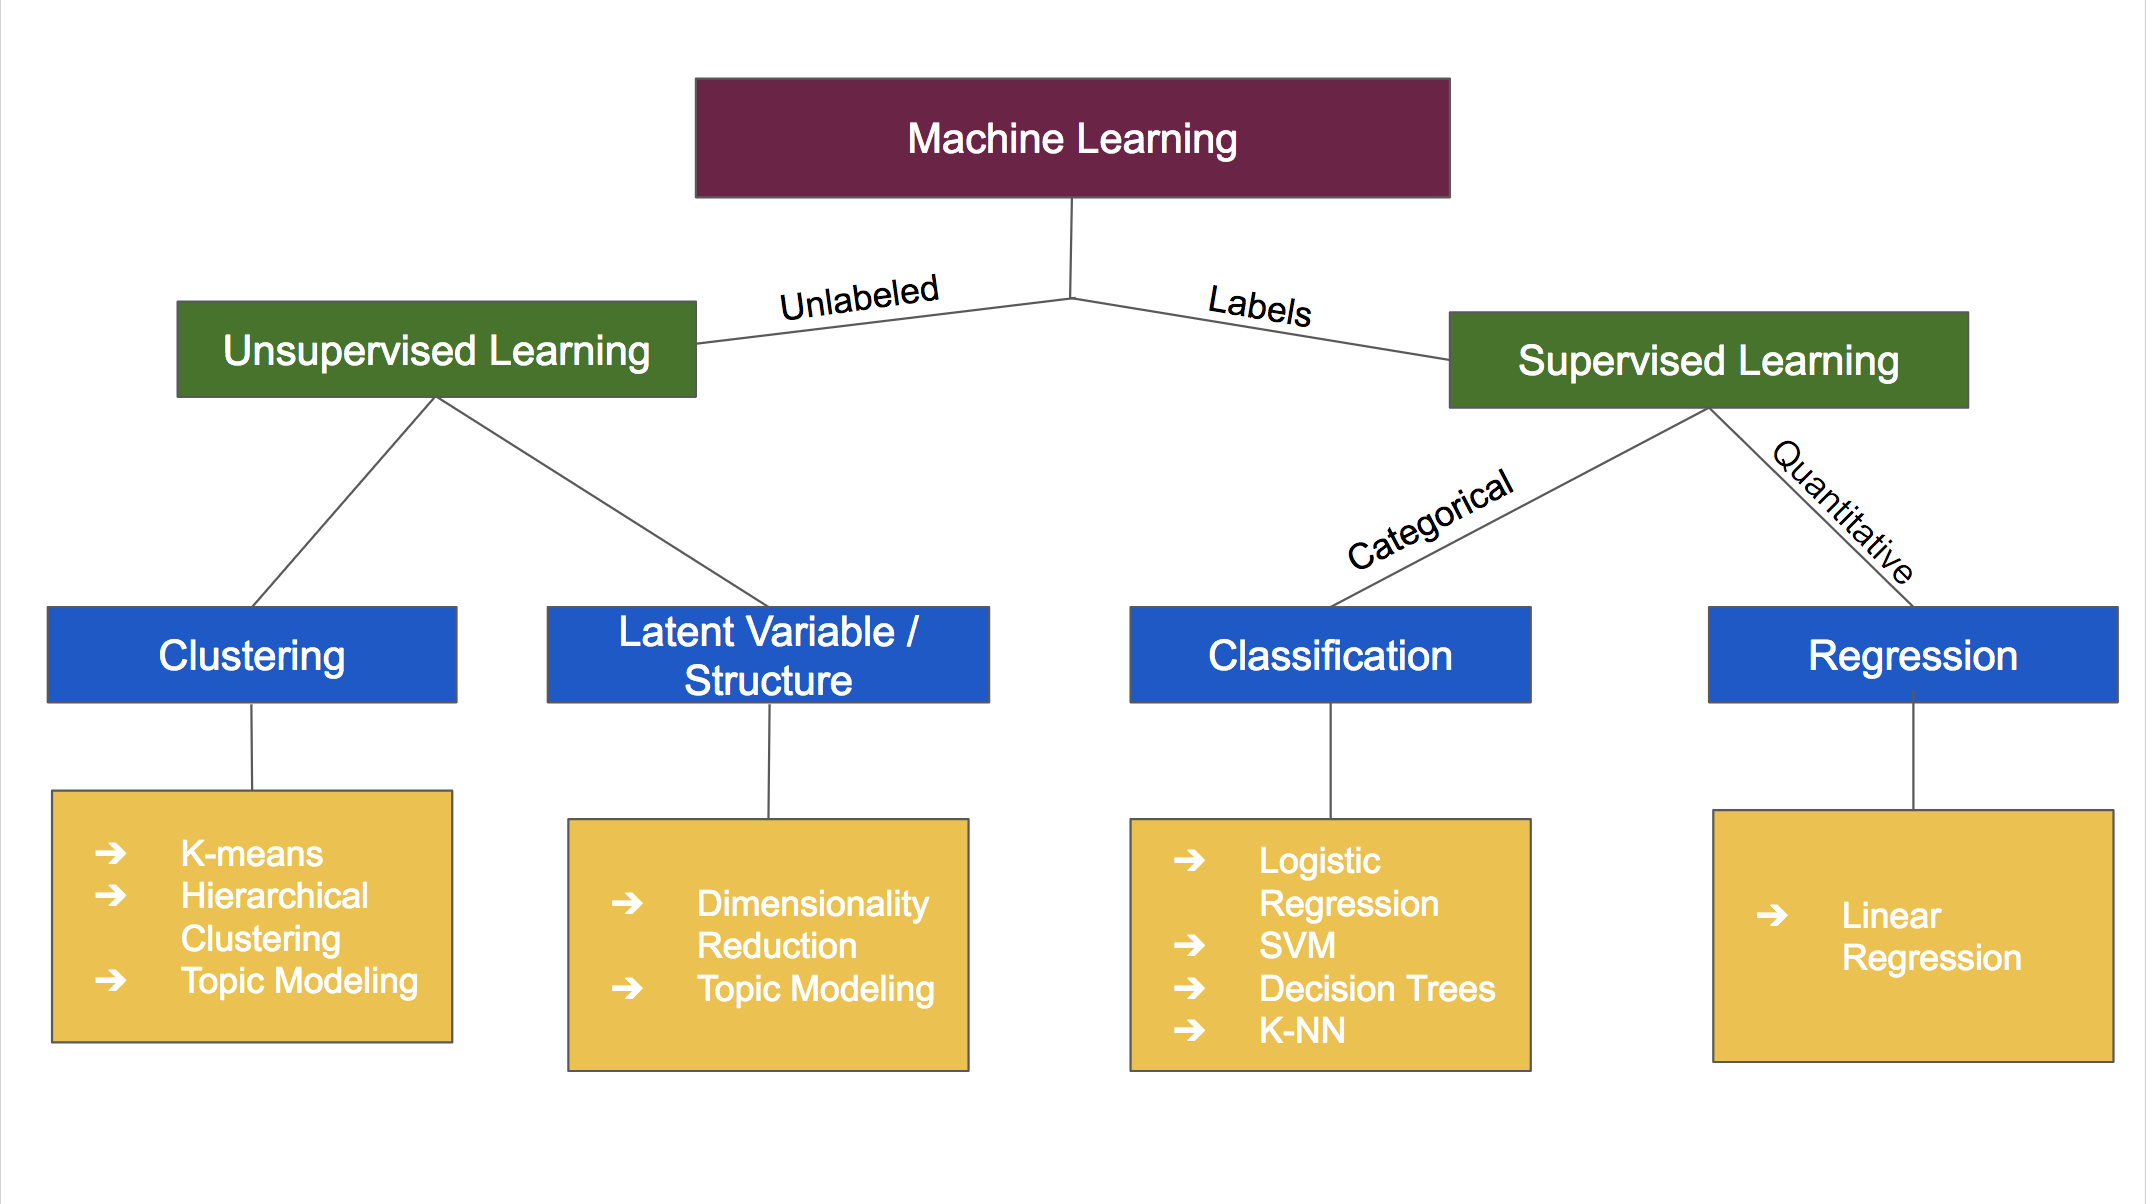 Machine Learning
Unlabeled
Labels
Unsupervised Learning
Supervised Learning
Categorical
Quantitative
Clustering
Latent Variable /
Structure
Classification
Regression
➔ K-means
➔ Hierarchical
Clustering
➔ Topic Modeling
➔ Dimensionality
Reduction
➔ Topic Modeling
➔ Logistic
Regression
➔ SVM
➔ Decision Trees
➔ K-NN
➔ Linear
Regression